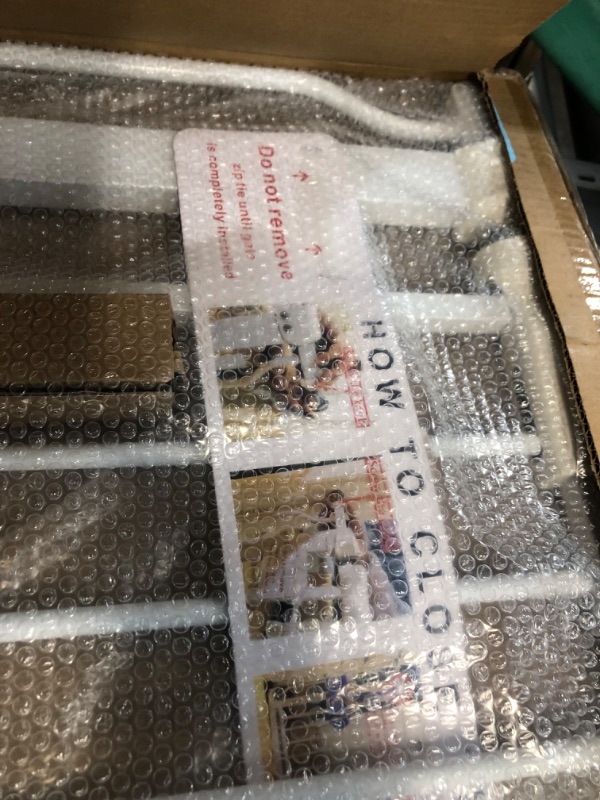 Do not remove
zip tie until gate
is completely installed
HOW TO CLOSE